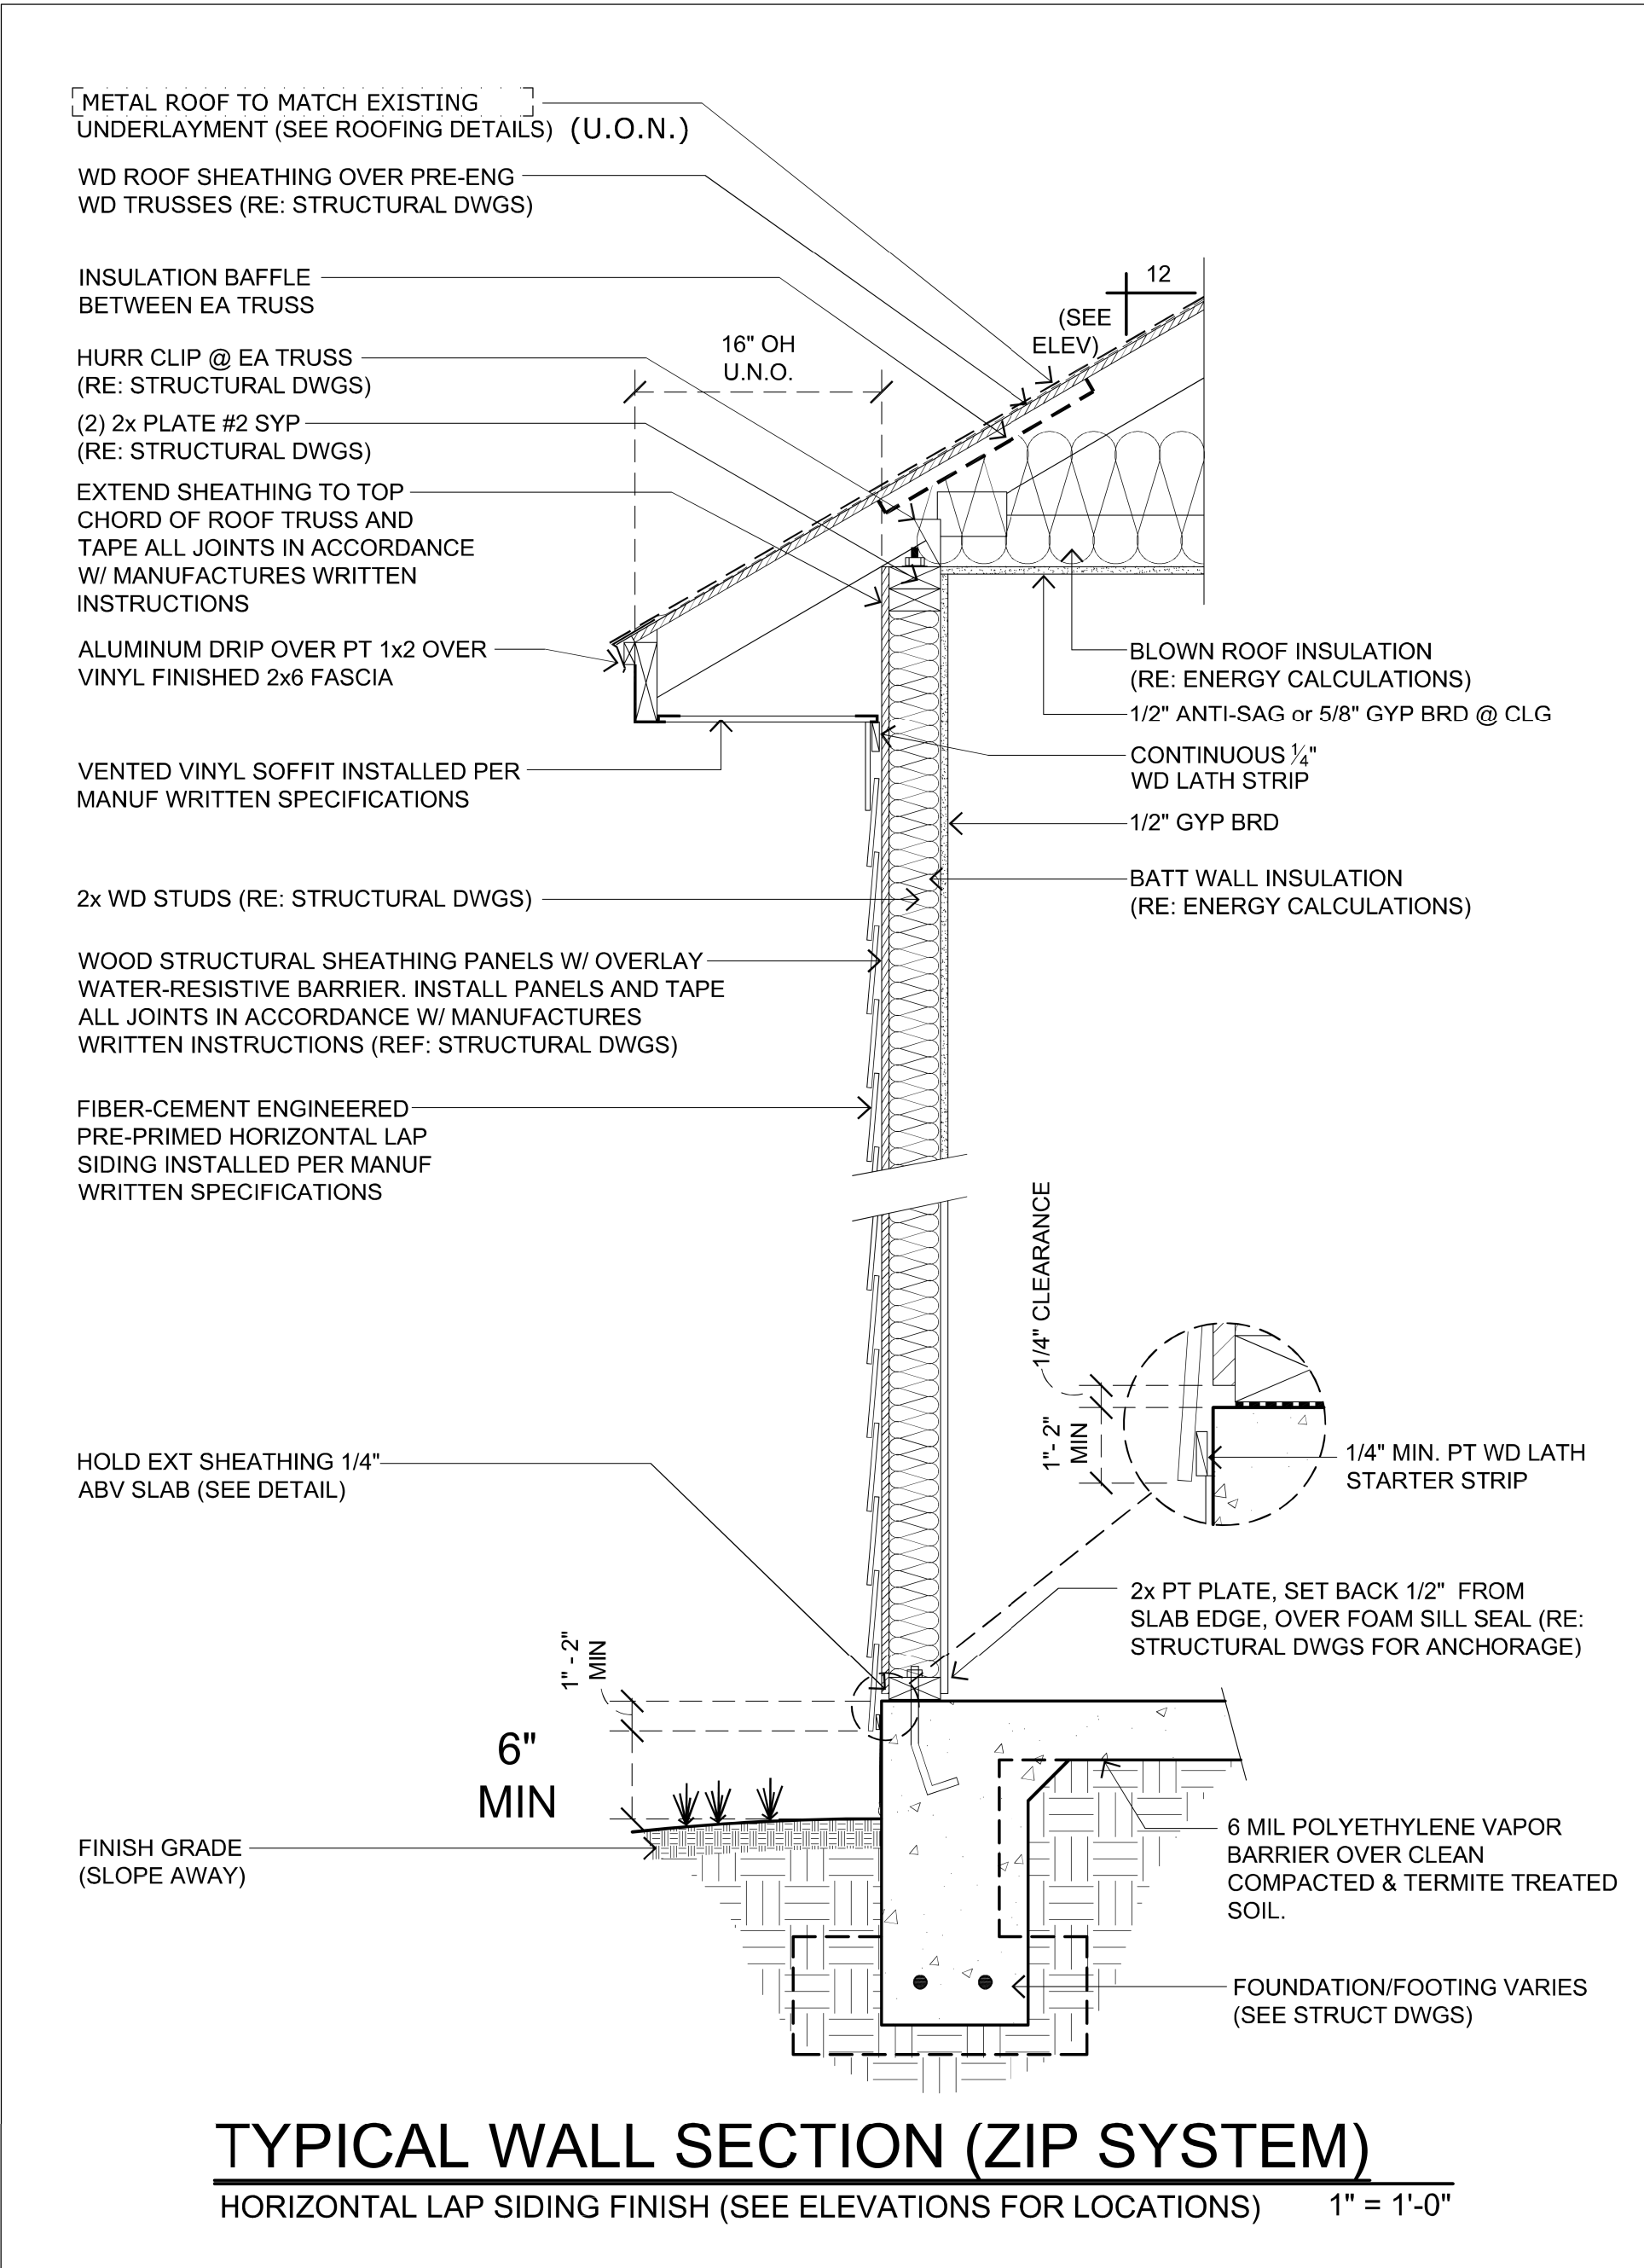 METAL ROOF TO MATCH EXISTING
UNDERLAYMENT (SEE ROOFING DETAILS) (U.O.N.)
WD ROOF SHEATHING OVER PRE-ENG
WD TRUSSES (RE: STRUCTURAL DWGS)
INSULATION BAFFLE
BETWEEN EA TRUSS
HURR CLIP @ EA TRUSS
(RE: STRUCTURAL DWGS)
(2) 2x PLATE #2 SYP
(RE: STRUCTURAL DWGS)
EXTEND SHEATHING TO TOP
CHORD OF ROOF TRUSS AND
TAPE ALL JOINTS IN ACCORDANCE
W/ MANUFACTURES WRITTEN
INSTRUCTIONS
ALUMINUM DRIP OVER PT 1x2 OVER
VINYL FINISHED 2x6 FASCIA
VENTED VINYL SOFFIT INSTALLED PER
MANUF WRITTEN SPECIFICATIONS
2x WD STUDS (RE: STRUCTURAL DWGS)
WOOD STRUCTURAL SHEATHING PANELS W/ OVERLAY
WATER-RESISTIVE BARRIER. INSTALL PANELS AND TAPE
ALL JOINTS IN ACCORDANCE W/ MANUFACTURES
WRITTEN INSTRUCTIONS (REF: STRUCTURAL DWGS)
FIBER-CEMENT ENGINEERED
PRE-PRIMED HORIZONTAL LAP
SIDING INSTALLED PER MANUF
WRITTEN SPECIFICATIONS
HOLD EXT SHEATHING 1/4"
ABV SLAB (SEE DETAIL)
1" - 2"
MIN
6"
MIN
FINISH GRADE
(SLOPE AWAY)
16" OH
U.N.O.
12
(SEE
ELEV)
BLOWN ROOF INSULATION
(RE: ENERGY CALCULATIONS)
1/2" ANTI-SAG or 5/8" GYP BRD @ CLG
CONTINUOUS ¼"
WD LATH STRIP
1/2" GYP BRD
BATT WALL INSULATION
(RE: ENERGY CALCULATIONS)
1/4" CLEARANCE
1"- 2"
MIN
1/4" MIN. PT WD LATH
STARTER STRIP
2x PT PLATE, SET BACK 1/2" FROM
SLAB EDGE, OVER FOAM SILL SEAL (RE:
STRUCTURAL DWGS FOR ANCHORAGE)
6 MIL POLYETHYLENE VAPOR
BARRIER OVER CLEAN
COMPACTED & TERMITE TREATED
SOIL.
FOUNDATION/FOOTING VARIES
(SEE STRUCT DWGS)
TYPICAL WALL SECTION (ZIP SYSTEM)
HORIZONTAL LAP SIDING FINISH (SEE ELEVATIONS FOR LOCATIONS) 1" = 1'-0"